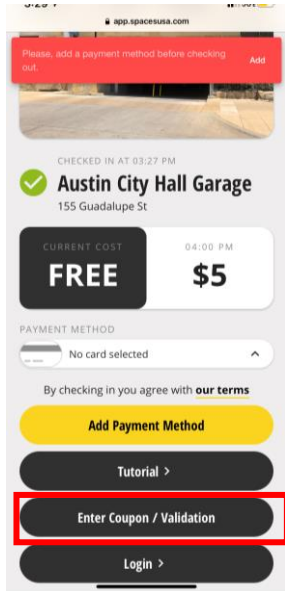 app.spacesusa.com
Please, add a payment method before checking
out.
Add
CHECKED IN AT 03:27 PM
Austin City Hall Garage
155 Guadalupe St
CURRENT COST
FREE
04:00 PM
$5
PAYMENT METHOD
No card selected
By checking in you agree with our terms
Add Payment Method
Tutorial >
Enter Coupon / Validation
Login >